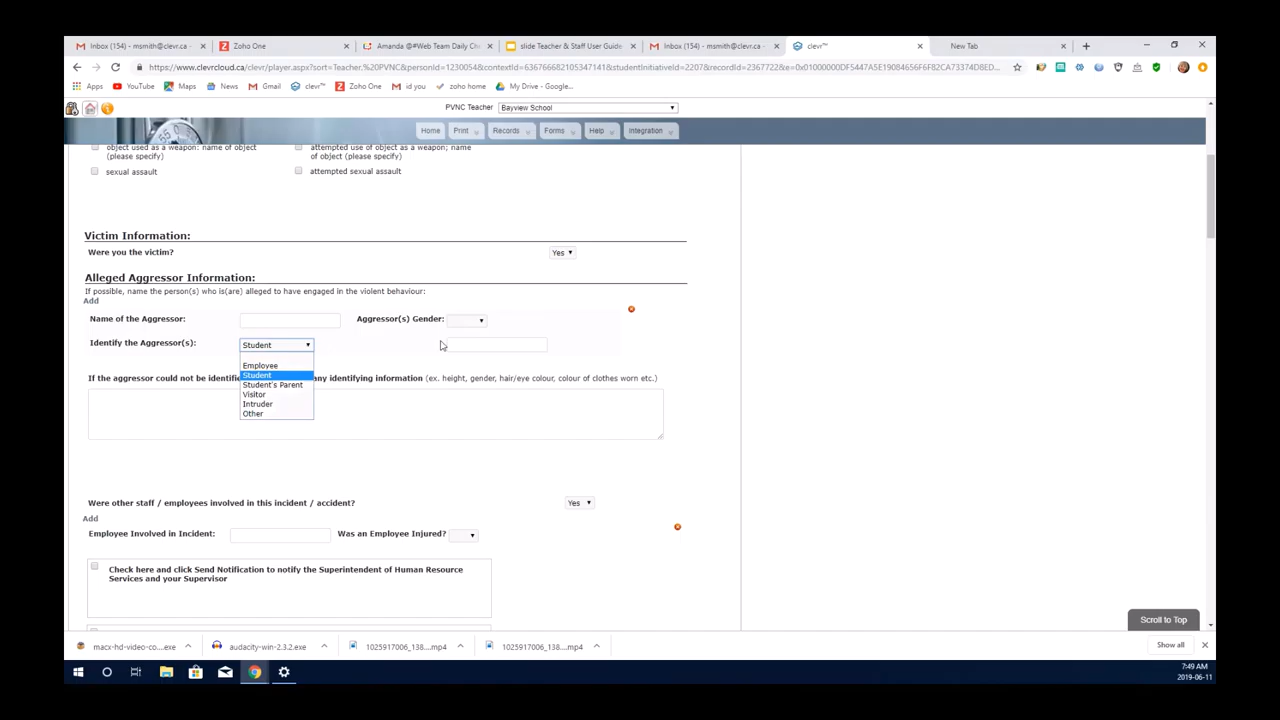 Inbox (154) - msmith@clevr.ca
Zoho One
Amanda @#Web Team Daily Che
slide Teacher & Staff User Guide
Inbox (154) - msmith@clevr.ca
clevr™
New Tab
https://www.clevrcloud.ca/clevr/player.aspx?sort=Teacher,%20PVNC&personId=1230054&contextId=636766682105347141&studentInitiativeId=2207&recordId=2367722&e=0x01000000DF5447A5E19084656F6F82CA73374D8ED...
Apps
YouTube
Maps
News
Gmail
clevr™
Zoho One
id you
zoho home
My Drive - Google...
PVNC Teacher
Bayview School
Home
Print
Records
Forms
Help
Integration
object used as a weapon: name of object
(please specify)
attempted use of object as a weapon; name
of object (please specify)
sexual assault
attempted sexual assault
Victim Information:
Were you the victim?
Yes
Alleged Aggressor Information:
If possible, name the person(s) who is(are) alleged to have engaged in the violent behaviour:
Add
Name of the Aggressor:
Aggressor(s) Gender:
Identify the Aggressor(s):
Student
Employee
Student
Student's Parent
Visitor
Intruder
Other
If the aggressor could not be identifie
any identifying information (ex. height, gender, hair/eye colour, colour of clothes worn etc.)
Were other staff / employees involved in this incident / accident?
Yes
Add
Employee Involved in Incident:
Was an Employee Injured?
Check here and click Send Notification to notify the Superintendent of Human Resource
Services and your Supervisor
Scroll to Top
macx-hd-video-co....exe
audacity-win-2.3.2.exe
1025917006_138....mp4
1025917006_138....mp4
Show all
7:49 AM
2019-06-11